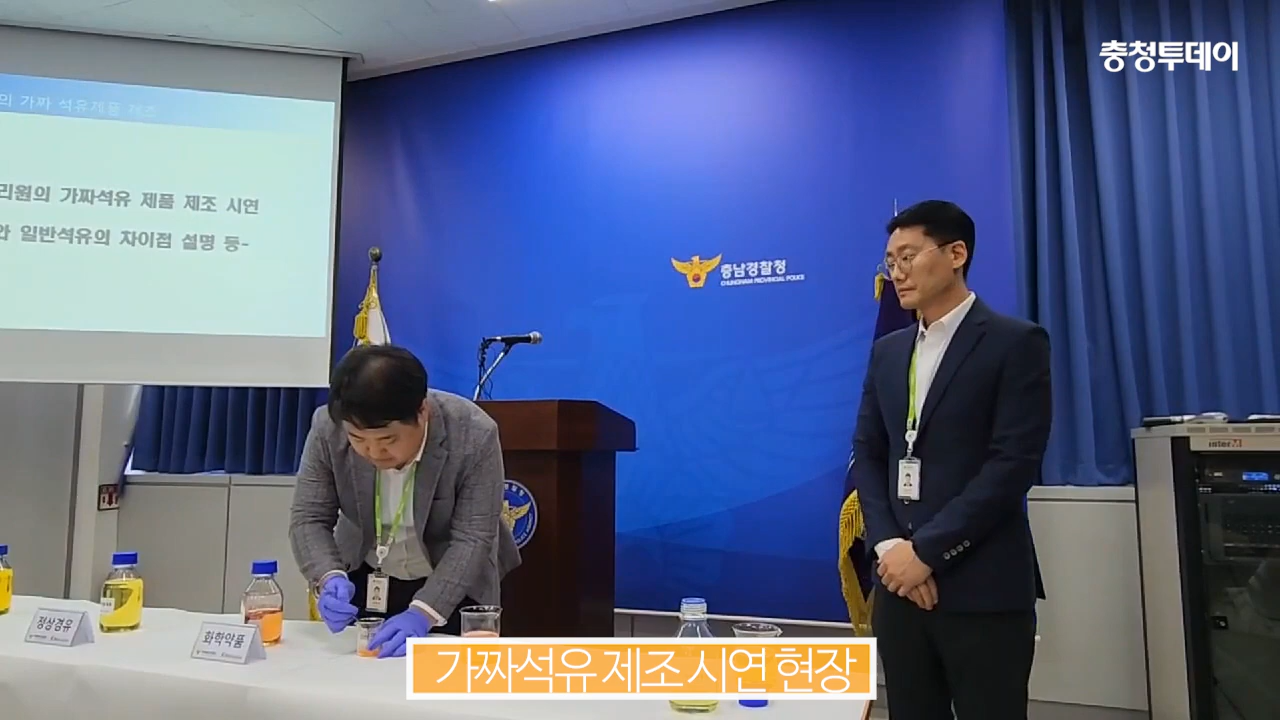 충청투데이
의 가짜 석유제품 제조
리원의 가짜석유 제품 제조 시연
와 일반석유의 차이점 설명 등-
충남경찰청
CHUNGNAM PROVINCIAL POLICE
interM
정상경유
화학약품
가짜석유 제조 시연 현장